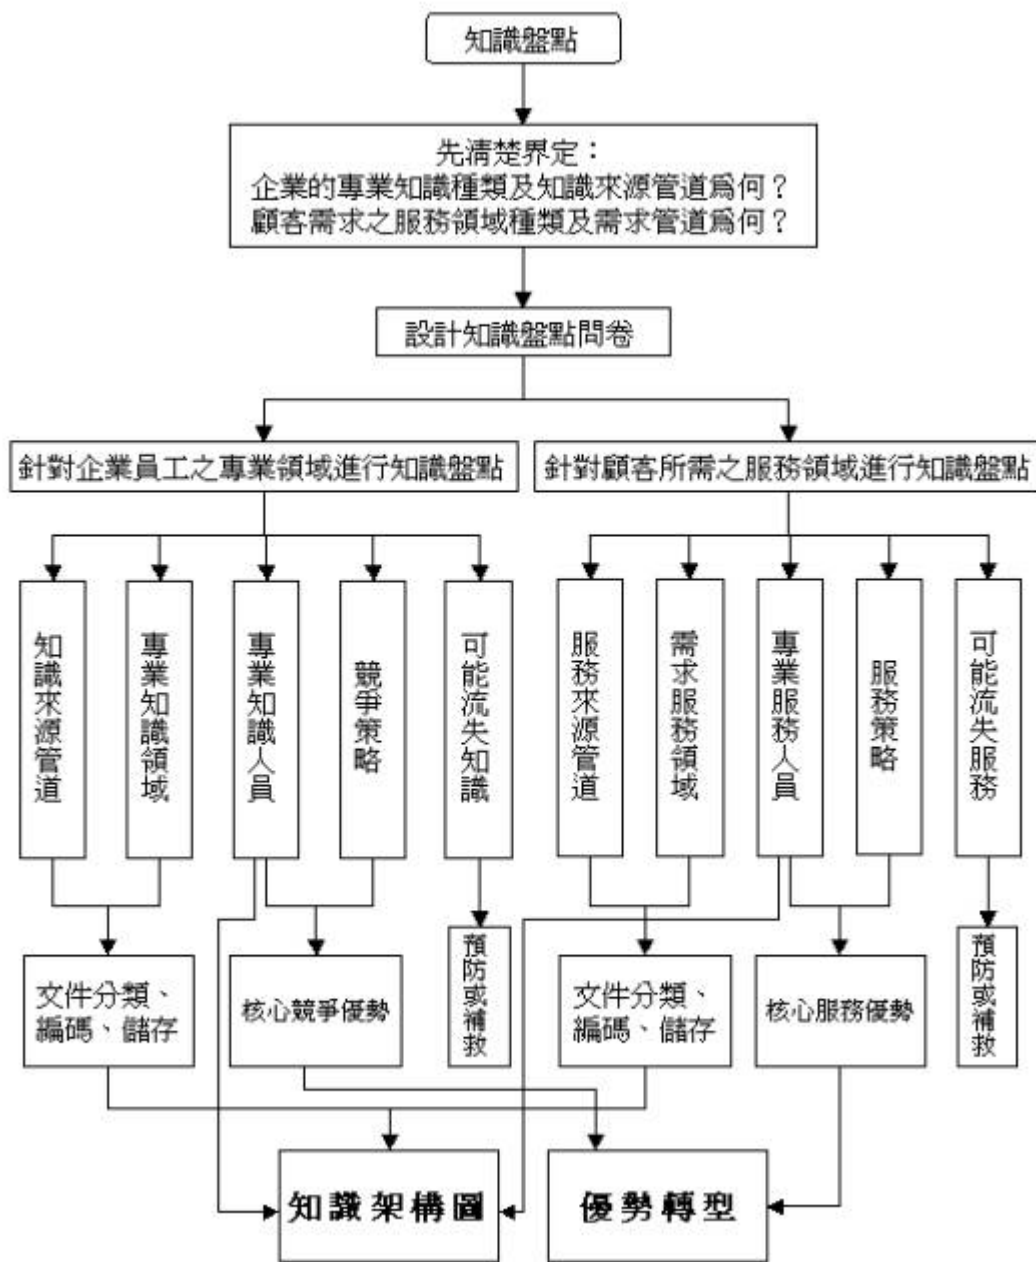 知識盤點
先清楚界定：
企業的專業知識種類及知識來源管道爲何？
顧客需求之服務領域種類及需求管道爲何？
設計知識盤點問卷
針對企業員工之專業領域進行知識盤點
針對顧客所需之服務領域進行知識盤點
知識來源管道
專業知識領域
專業知識人員
競爭策略
可能流失知識
服務來源管道
需求服務領域
專業服務人員
服務策略
可能流失服務
文件分類、
編碼、儲存
核心競爭優勢
預防或補救
文件分類、
編碼、儲存
核心服務優勢
預防或補救
知識架構圖
優勢轉型